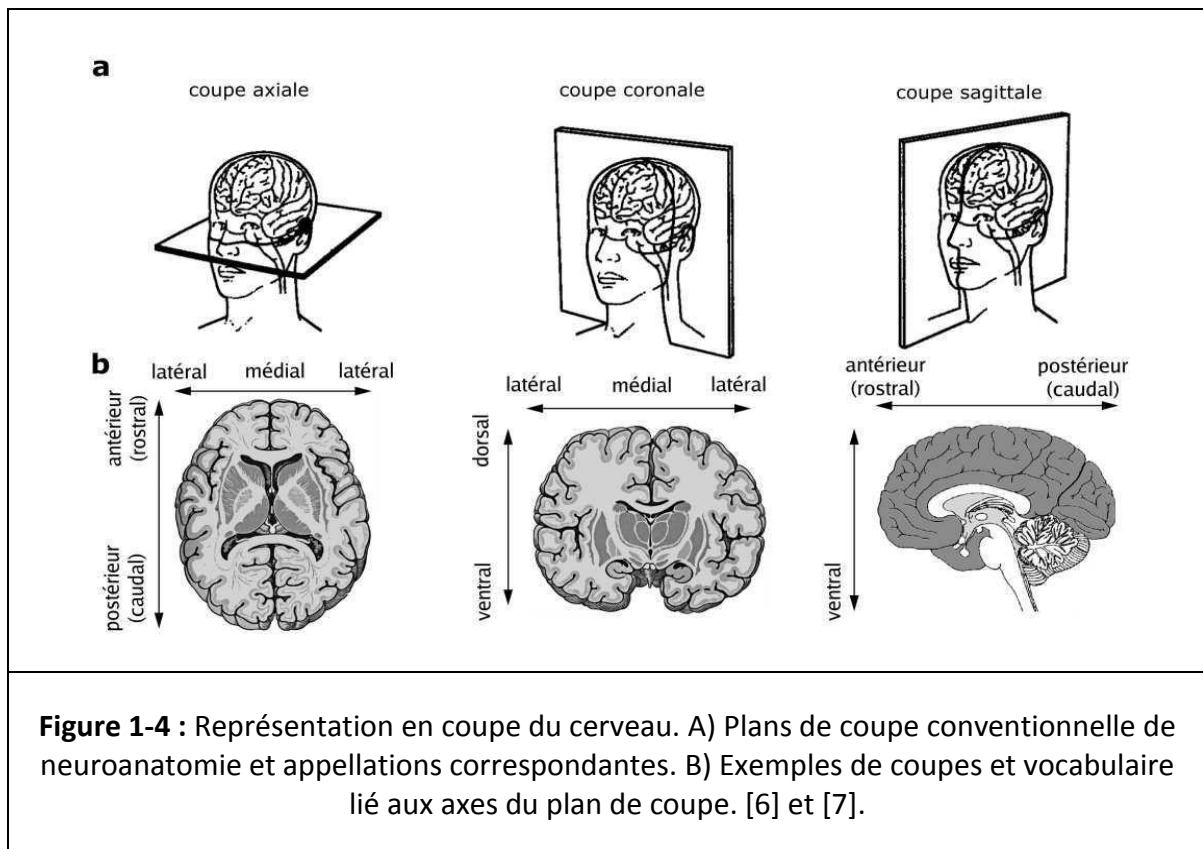 a
coupe axiale
coupe coronale
coupe sagittale
b
latéral médial latéral
antérieur
(rostral)
postérieur
(caudal)
latéral médial latéral
dorsal
ventral
antérieur
(rostral)
postérieur
(caudal)
ventral
Figure 1-4 : Représentation en coupe du cerveau. A) Plans de coupe conventionnelle de
neuroanatomie et appellations correspondantes. B) Exemples de coupes et vocabulaire
lié aux axes du plan de coupe. [6] et [7].